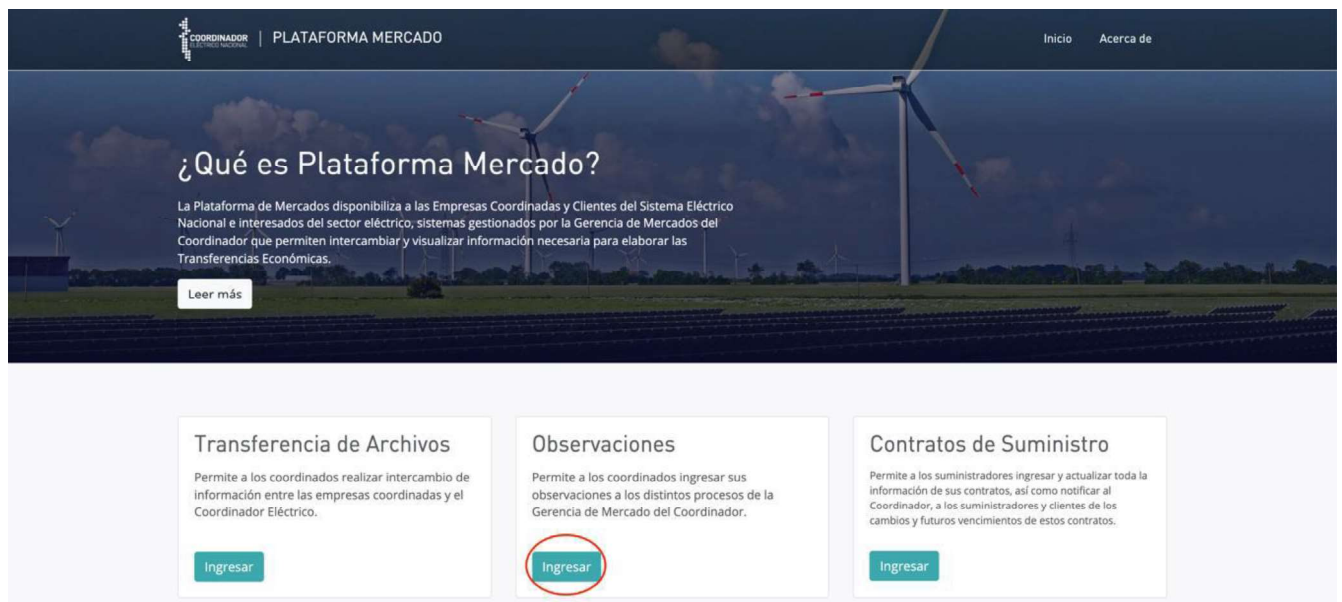 COORDINADOR
ELÉCTRICO NACIONAL
PLATAFORMA MERCADO
Inicio
Acerca de
¿Qué es Plataforma Mercado?
La Plataforma de Mercados disponibiliza a las Empresas Coordinadas y Clientes del Sistema Eléctrico
Nacional e interesados del sector eléctrico, sistemas gestionados por la Gerencia de Mercados del
Coordinador que permiten intercambiar y visualizar información necesaria para elaborar las
Transferencias Económicas.
Leer más
Transferencia de Archivos
Permite a los coordinados realizar intercambio de
información entre las empresas coordinadas y el
Coordinador Eléctrico.
Ingresar
Observaciones
Permite a los coordinados ingresar sus
observaciones a los distintos procesos de la
Gerencia de Mercado del Coordinador.
Ingresar
Contratos de Suministro
Permite a los suministradores ingresar y actualizar toda la
información de sus contratos, así como notificar al
Coordinador, a los suministradores y clientes de los
cambios y futuros vencimientos de estos contratos.
Ingresar